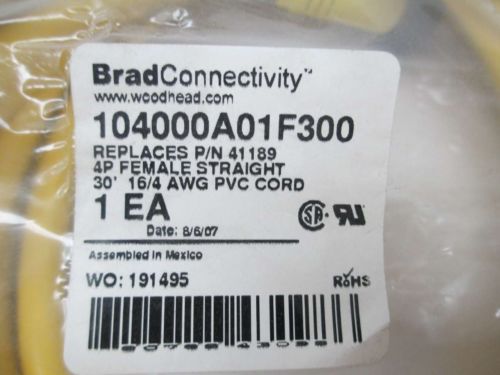 BradConnectivity™
www.woodhead.com
104000A01F300
REPLACES P/N 41189
4P FEMALE STRAIGHT
30' 16/4 AWG PVC CORD
1 EA
Date: 8/6/07
Assembled in Mexico
WO: 191495
RoHS